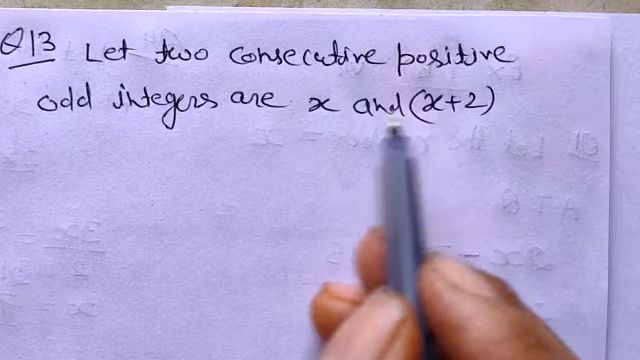 Q13 Let two consecutive positive
odd integers are x and (x+2)